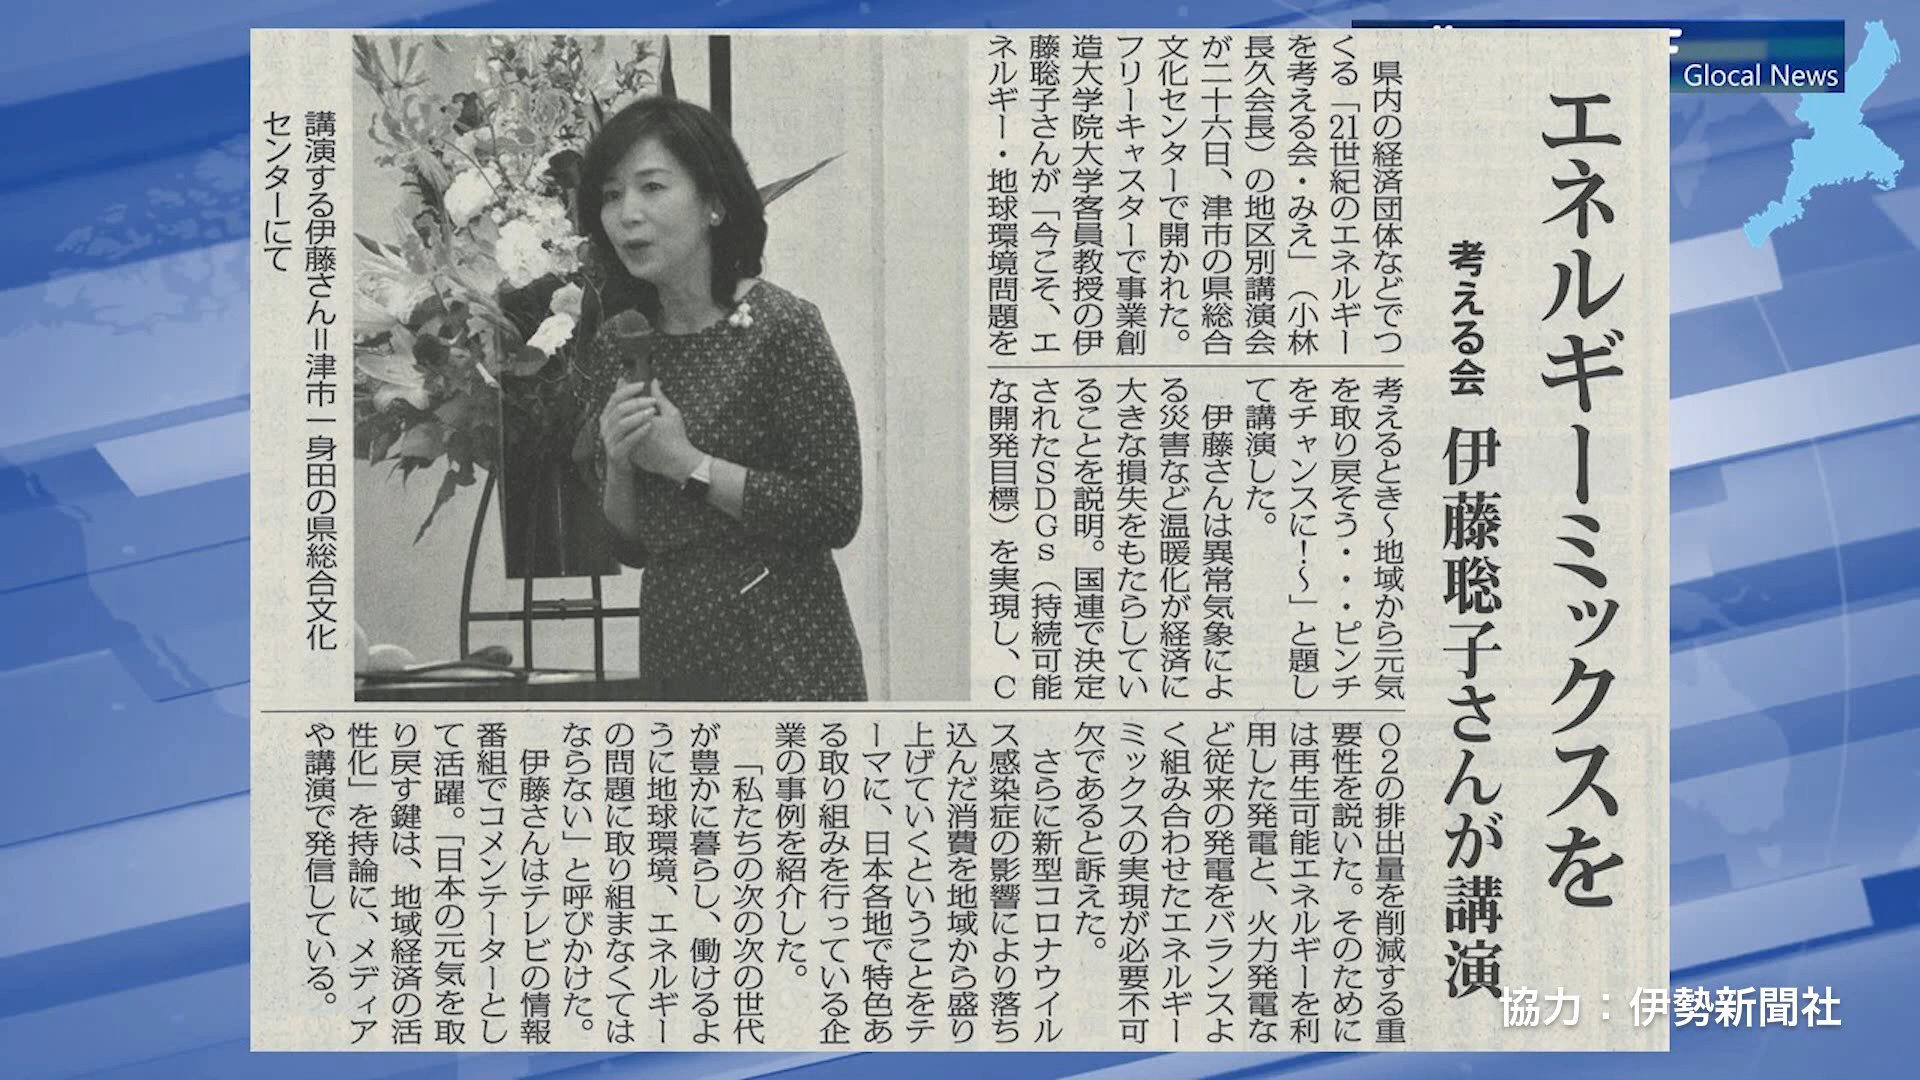 Glocal News
エネルギーミックスを
考える会 伊藤聡子さんが講演
県内の経済団体などでつ
くる「21世紀のエネルギー
を考える会・みえ」（小林
長久会長）の地区別講演会
が二十六日、津市の県総合
文化センターで開かれた。
フリーキャスターで事業創
造大学院大学客員教授の伊
藤聡子さんが「今こそ、エ
ネルギー・地球環境問題を
考えるとき～地域から元気
を取り戻そう・・・ピンチ
をチャンスに！～」と題し
て講演した。
伊藤さんは異常気象によ
る災害など温暖化が経済に
大きな損失をもたらしてい
ることを説明。国連で決定
されたSDGs（持続可能
な開発目標）を実現し、C
O2の排出量を削減する重
要性を説いた。そのために
は再生可能エネルギーを利
用した発電と、火力発電な
ど従来の発電をバランスよ
く組み合わせたエネルギー
ミックスの実現が必要不可
欠であると訴えた。
さらに新型コロナウイル
ス感染症の影響により落ち
込んだ消費を地域から盛り
上げていくということをテ
ーマに、日本各地で特色あ
る取り組みを行っている企
業の事例を紹介した。
「私たちの次の次の世代
が豊かに暮らし、働けるよ
うに地球環境、エネルギー
の問題に取り組まなくては
ならない」と呼びかけた。
伊藤さんはテレビの情報
番組でコメンテーターとし
て活躍。「日本の元気を取
り戻す鍵は、地域経済の活
性化」を持論に、メディア
や講演で発信している。
講演する伊藤さん＝津市一身田の県総合文化
センターにて
協力：伊勢新聞社